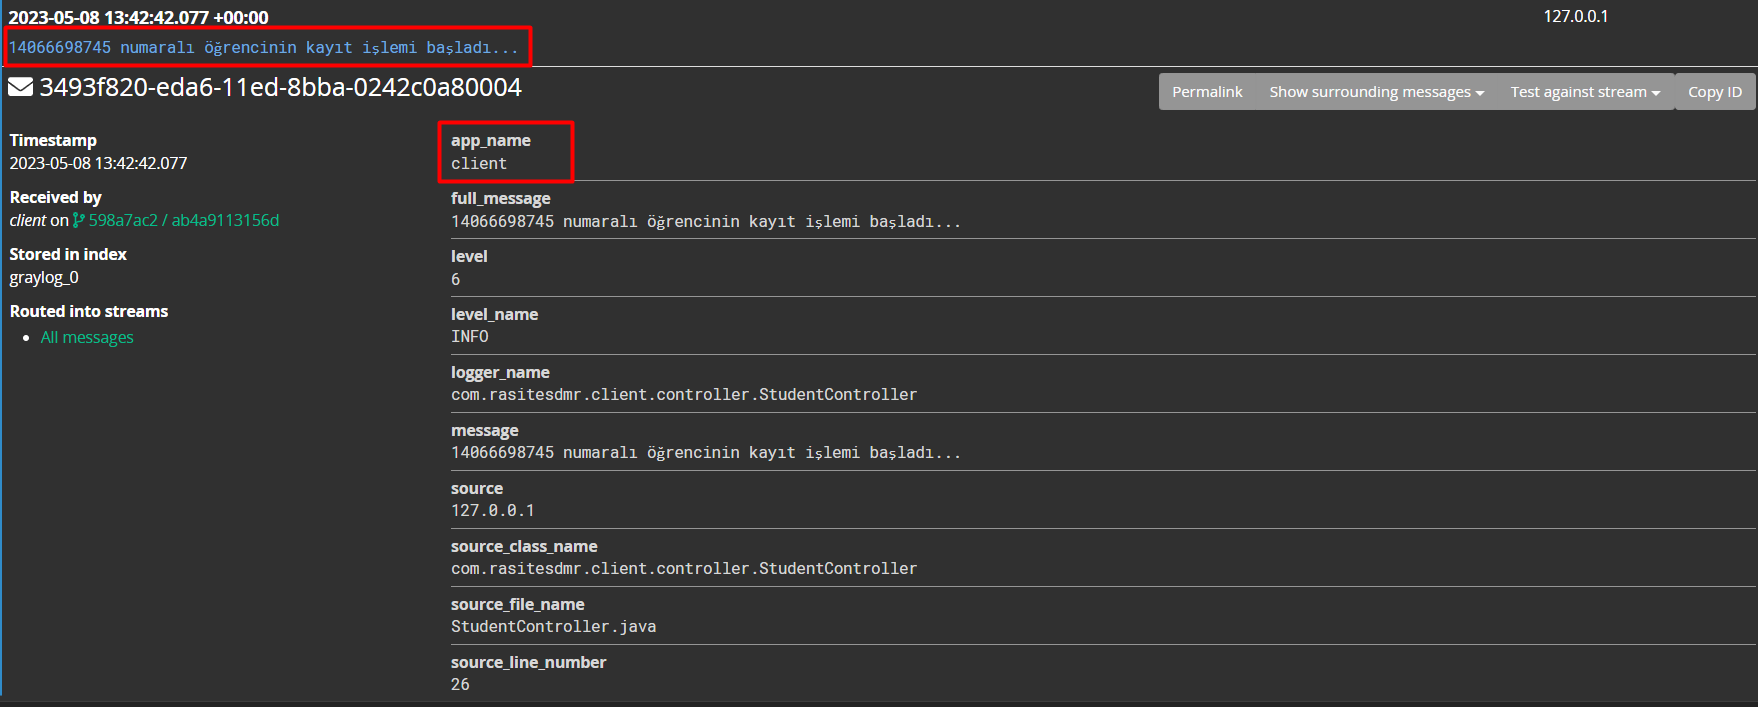 2023-05-08 13:42:42.077 +00:00
127.0.0.1
14066698745 numaralı öğrencinin kayıt işlemi başladı...
3493f820-eda6-11ed-8bba-0242c0a80004
Permalink Show surrounding messages Test against stream Copy ID
Timestamp
2023-05-08 13:42:42.077
Received by
client on 598a7ac2 / ab4a9113156d
Stored in index
graylog_0
Routed into streams
All messages
app_name
client
full_message
14066698745 numaralı öğrencinin kayıt işlemi başladı...
level
6
level_name
INFO
logger_name
com.rasitesdmr.client.controller.StudentController
message
14066698745 numaralı öğrencinin kayıt işlemi başladı...
source
127.0.0.1
source_class_name
com.rasitesdmr.client.controller.StudentController
source_file_name
StudentController.java
source_line_number
26